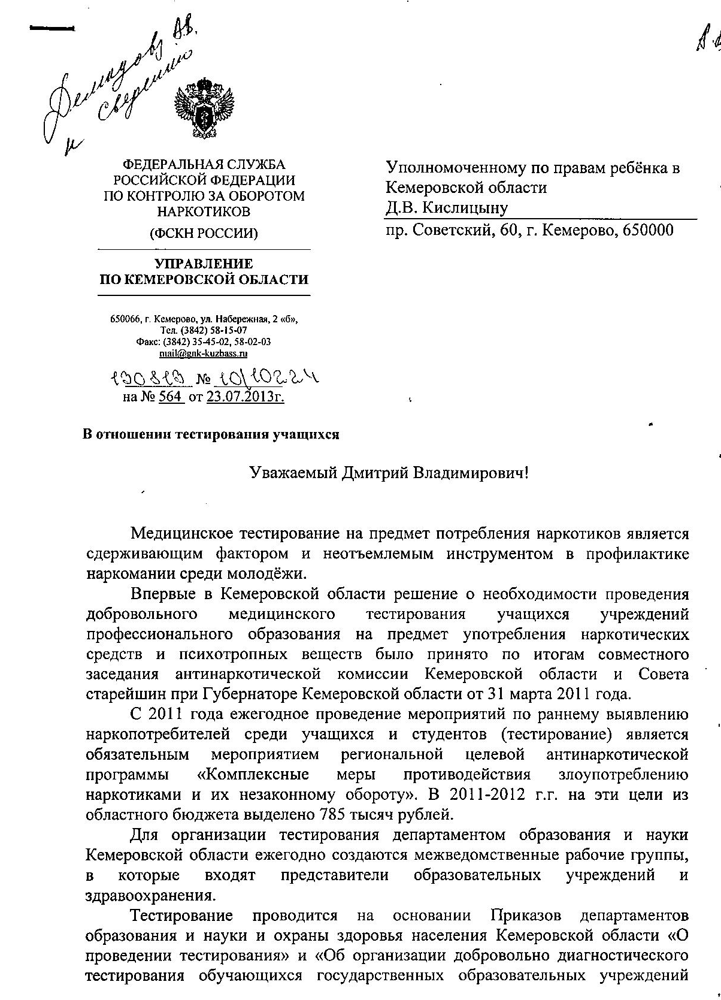 Демидову А.В.
к сведению
ФЕДЕРАЛЬНАЯ СЛУЖБА
РОССИЙСКОЙ ФЕДЕРАЦИИ
ПО КОНТРОЛЮ ЗА ОБОРОТОМ
НАРКОТИКОВ
(ФСКН РОССИИ)
УПРАВЛЕНИЕ
ПО КЕМЕРОВСКОЙ ОБЛАСТИ
650066, г. Кемерово, ул. Набережная, 2 «б»,
Тел. (3842) 58-15-07
Факс: (3842) 35-45-02, 58-02-03
mail@gnk-kuzbass.ru
130813 № 10/10224
на № 564 от 23.07.2013г.
Уполномоченному по правам ребёнка в
Кемеровской области
Д.В. Кислицыну
пр. Советский, 60, г. Кемерово, 650000
В отношении тестирования учащихся
Уважаемый Дмитрий Владимирович!
Медицинское тестирование на предмет потребления наркотиков является
сдерживающим фактором и неотъемлемым инструментом в профилактике
наркомании среди молодёжи.
Впервые в Кемеровской области решение о необходимости проведения
добровольного медицинского тестирования учащихся учреждений
профессионального образования на предмет употребления наркотических
средств и психотропных веществ было принято по итогам совместного
заседания антинаркотической комиссии Кемеровской области и Совета
старейшин при Губернаторе Кемеровской области от 31 марта 2011 года.
С 2011 года ежегодное проведение мероприятий по раннему выявлению
наркопотребителей среди учащихся и студентов (тестирование) является
обязательным мероприятием региональной целевой антинаркотической
программы «Комплексные меры противодействия злоупотреблению
наркотиками и их незаконному обороту». В 2011-2012 г.г. на эти цели из
областного бюджета выделено 785 тысяч рублей.
Для организации тестирования департаментом образования и науки
Кемеровской области ежегодно создаются межведомственные рабочие группы,
в которые входят представители образовательных учреждений и
здравоохранения.
Тестирование проводится на основании Приказов департаментов
образования и науки и охраны здоровья населения Кемеровской области «О
проведении тестирования» и «Об организации добровольно диагностического
тестирования обучающихся государственных образовательных учреждений